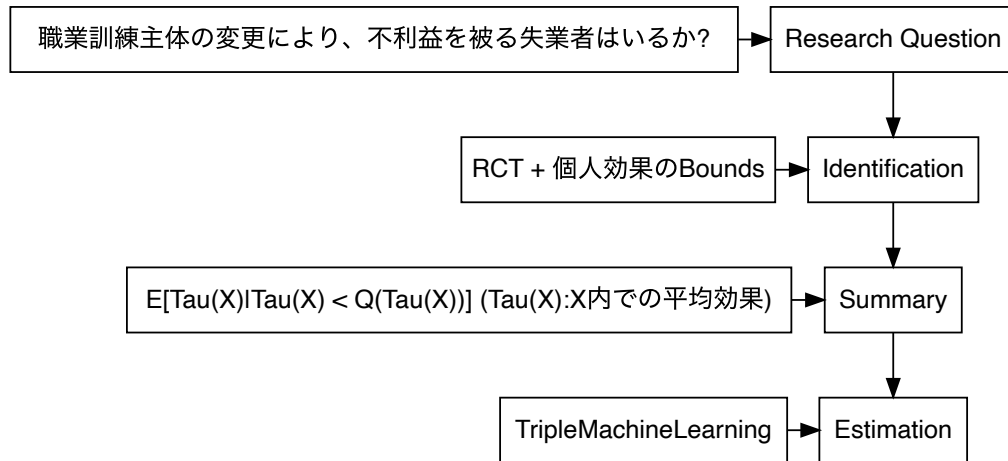 職業訓練主体の変更により、不利益を被る失業者はいるか?
Research Question
RCT + 個人効果のBounds
Identification
E[Tau(X)|Tau(X) < Q(Tau(X))] (Tau(X):X内での平均効果)
Summary
TripleMachineLearning
Estimation